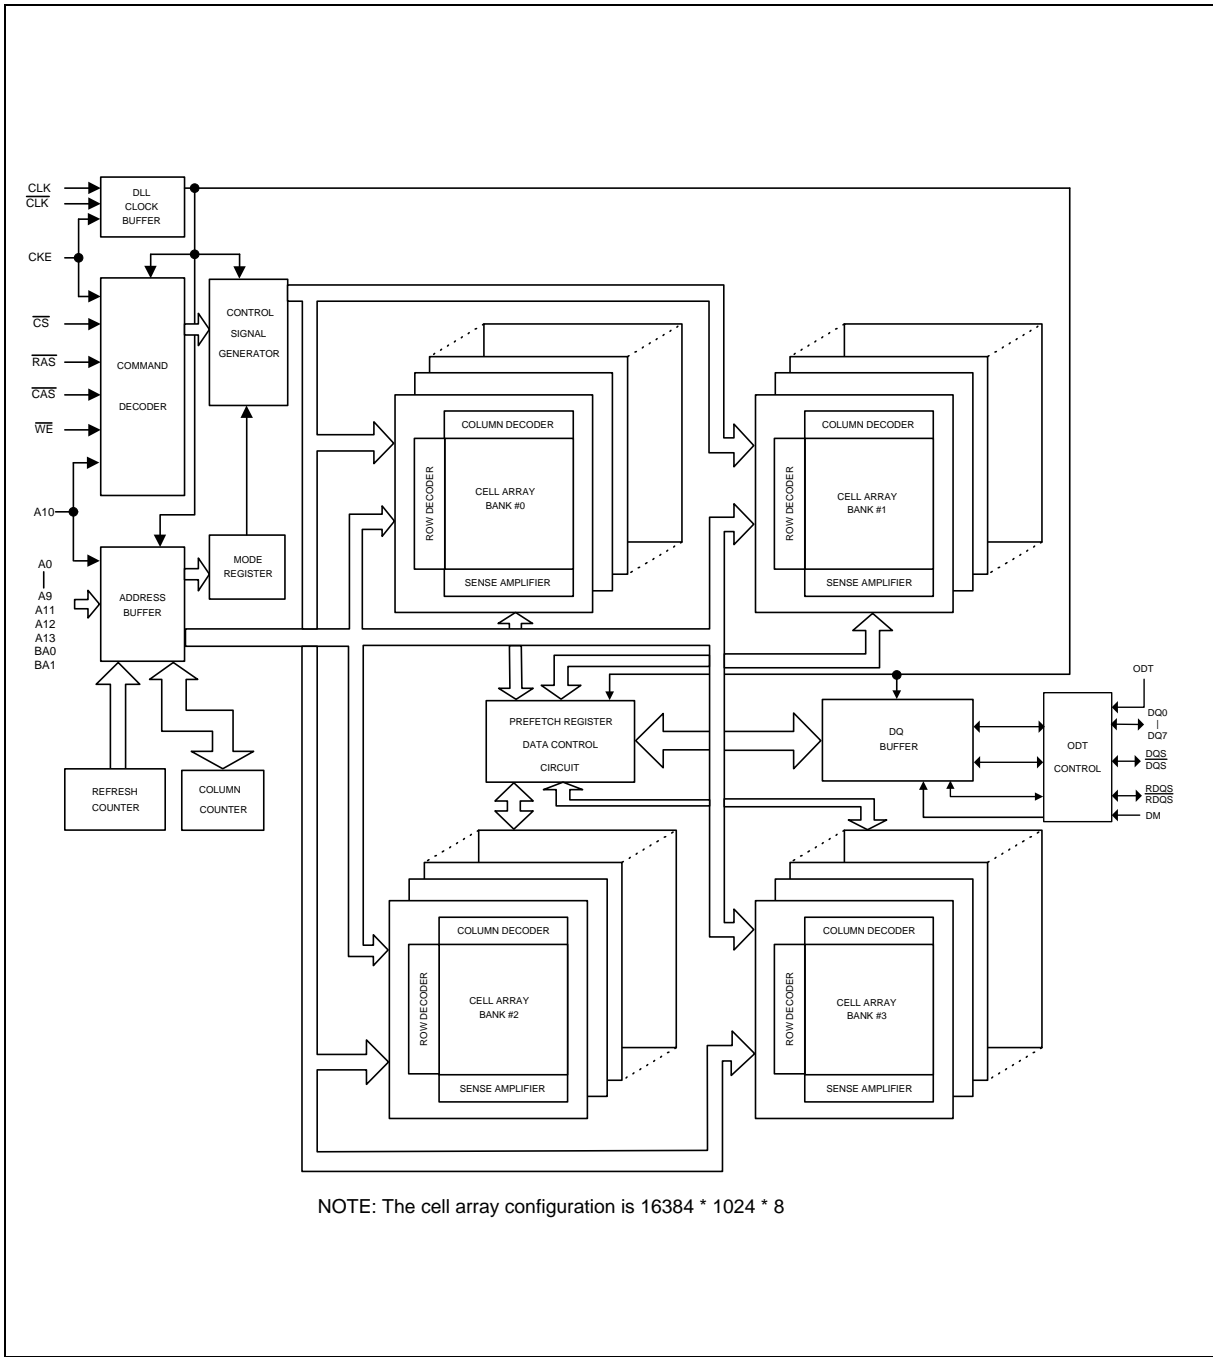 CLK
CLK
CKE
CS
RAS
CAS
WE
A10
A0
A9
A11
A12
A13
BA0
BA1
DLL
CLOCK
BUFFER
COMMAND
DECODER
CONTROL
SIGNAL
GENERATOR
MODE
REGISTER
ADDRESS
BUFFER
REFRESH
COUNTER
COLUMN
COUNTER
COLUMN DECODER
ROW DECODER
CELL ARRAY
BANK #0
SENSE AMPLIFIER
COLUMN DECODER
ROW DECODER
CELL ARRAY
BANK #1
SENSE AMPLIFIER
PREFETCH REGISTER
DATA CONTROL
CIRCUIT
DQ
BUFFER
ODT
CONTROL
ODT
DQ0
|
DQ7
DQS
DQS
RDQS
RDQS
DM
COLUMN DECODER
ROW DECODER
CELL ARRAY
BANK #2
SENSE AMPLIFIER
COLUMN DECODER
ROW DECODER
CELL ARRAY
BANK #3
SENSE AMPLIFIER
NOTE: The cell array configuration is 16384 * 1024 * 8